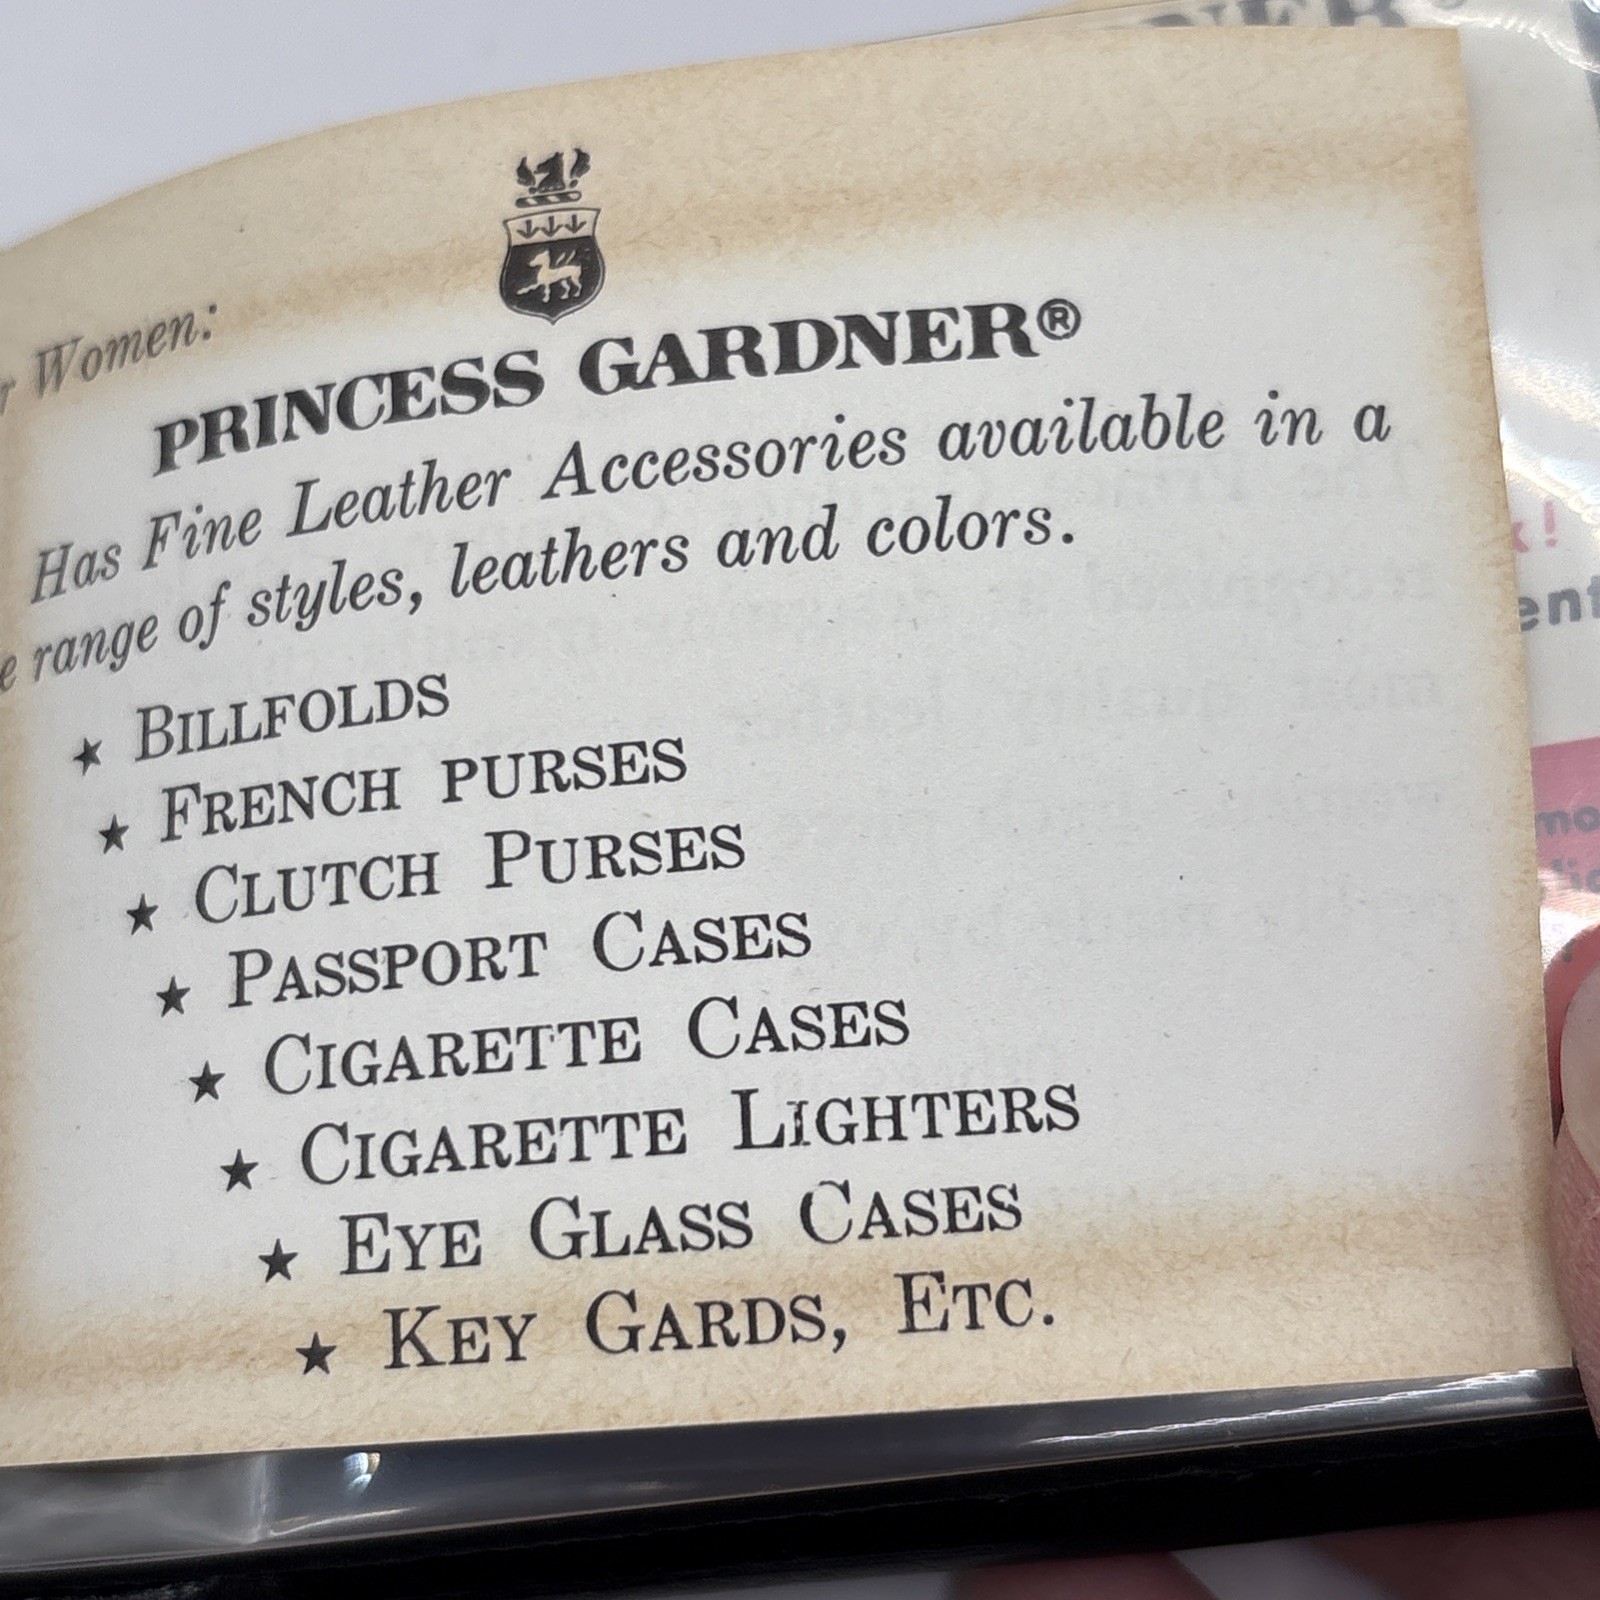 Women:
PRINCESS GARDNER®
Has Fine Leather Accessories available in a
range of styles, leathers and colors.
★ BILLFOLDS
★ FRENCH PURSES
★ CLUTCH PURSES
★ PASSPORT CASES
★ CIGARETTE CASES
★ CIGARETTE LIGHTERS
★ EYE GLASS CASES
★ KEY GARDS, ETC.